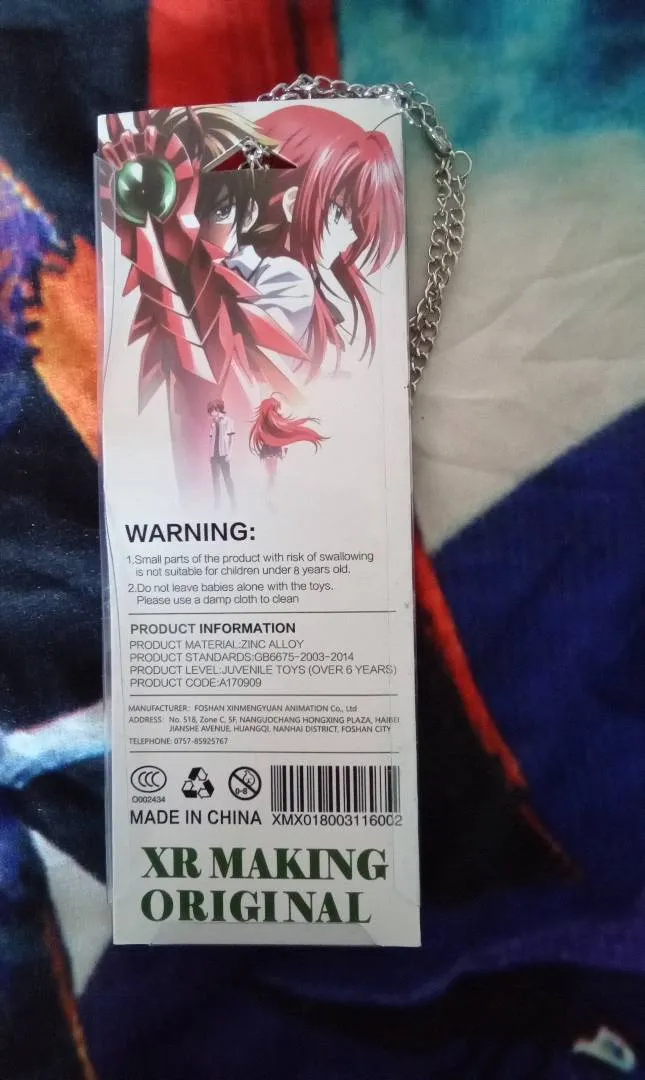 WARNING:
1.Small parts of the product with risk of swallowing
is not suitable for children under 8 years old.
2.Do not leave babies alone with the toys.
Please use a damp cloth to clean
PRODUCT INFORMATION
PRODUCT MATERIAL:ZINC ALLOY
PRODUCT STANDARDS:GB6675-2003-2014
PRODUCT LEVEL:JUVENILE TOYS (OVER 6 YEARS)
PRODUCT CODE:A170909
MANUFACTURER: FOSHAN XINMENGYUAN ANIMATION Co., Ltd
ADDRESS: No. 518, Zone C, 5F, NANGUOCHANG HONGXING PLAZA, HAIBEI
JIANSHE AVENUE, HUANGQI, NANHAI DISTRICT, FOSHAN CITY
TELEPHONE: 0757-85925767
CCC
0-8
O002434
MADE IN CHINA XMX018003116002
XR MAKING
ORIGINAL